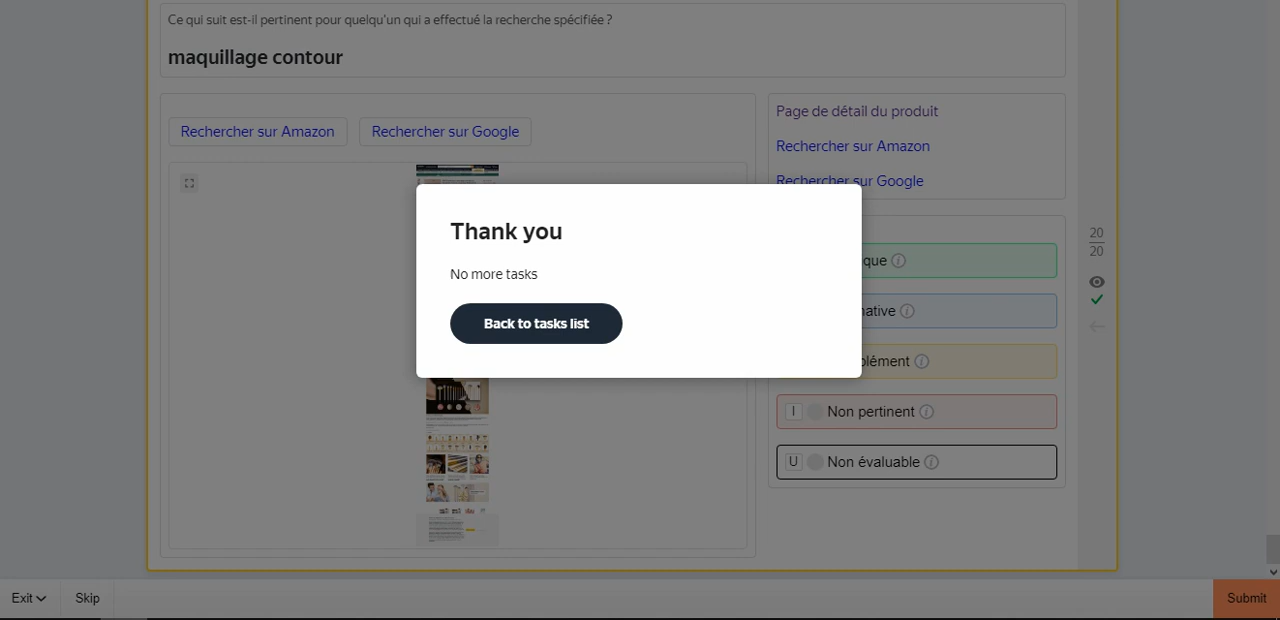 Ce qui suit est-il pertinent pour quelqu'un qui a effectué la recherche spécifiée ?
maquillage contour
Rechercher sur Amazon
Rechercher sur Google
Page de détail du produit
Rechercher sur Amazon
Rechercher sur Google
Thank you
No more tasks
Back to tasks list
que
native
plément
I Non pertinent
U Non évaluable
20
20
Exit
Skip
Submit